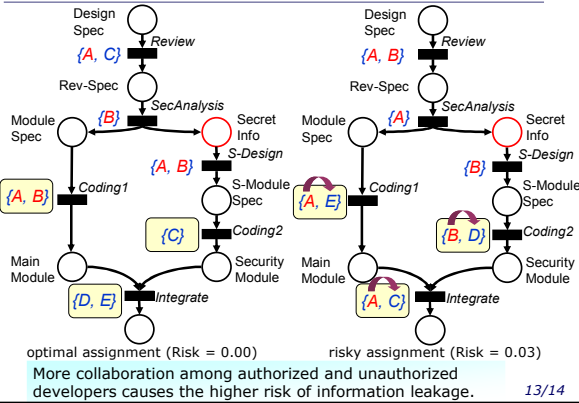 Design
Spec
Review
{A, C}
Rev-Spec
{B}
SecAnalysis
Module
Spec
Secret
Info
S-Design
{A, B}
Coding1
{A, B}
S-Module
Spec
{C}
Coding2
Main
Module
Security
Module
{D, E}
Integrate
optimal assignment (Risk = 0.00)
Design
Spec
Review
{A, B}
Rev-Spec
{A}
SecAnalysis
Module
Spec
Secret
Info
S-Design
{B}
Coding1
{A, E}
S-Module
Spec
{B, D}
Coding2
Main
Module
Security
Module
{A, C}
Integrate
risky assignment (Risk = 0.03)
More collaboration among authorized and unauthorized
developers causes the higher risk of information leakage.
13/14